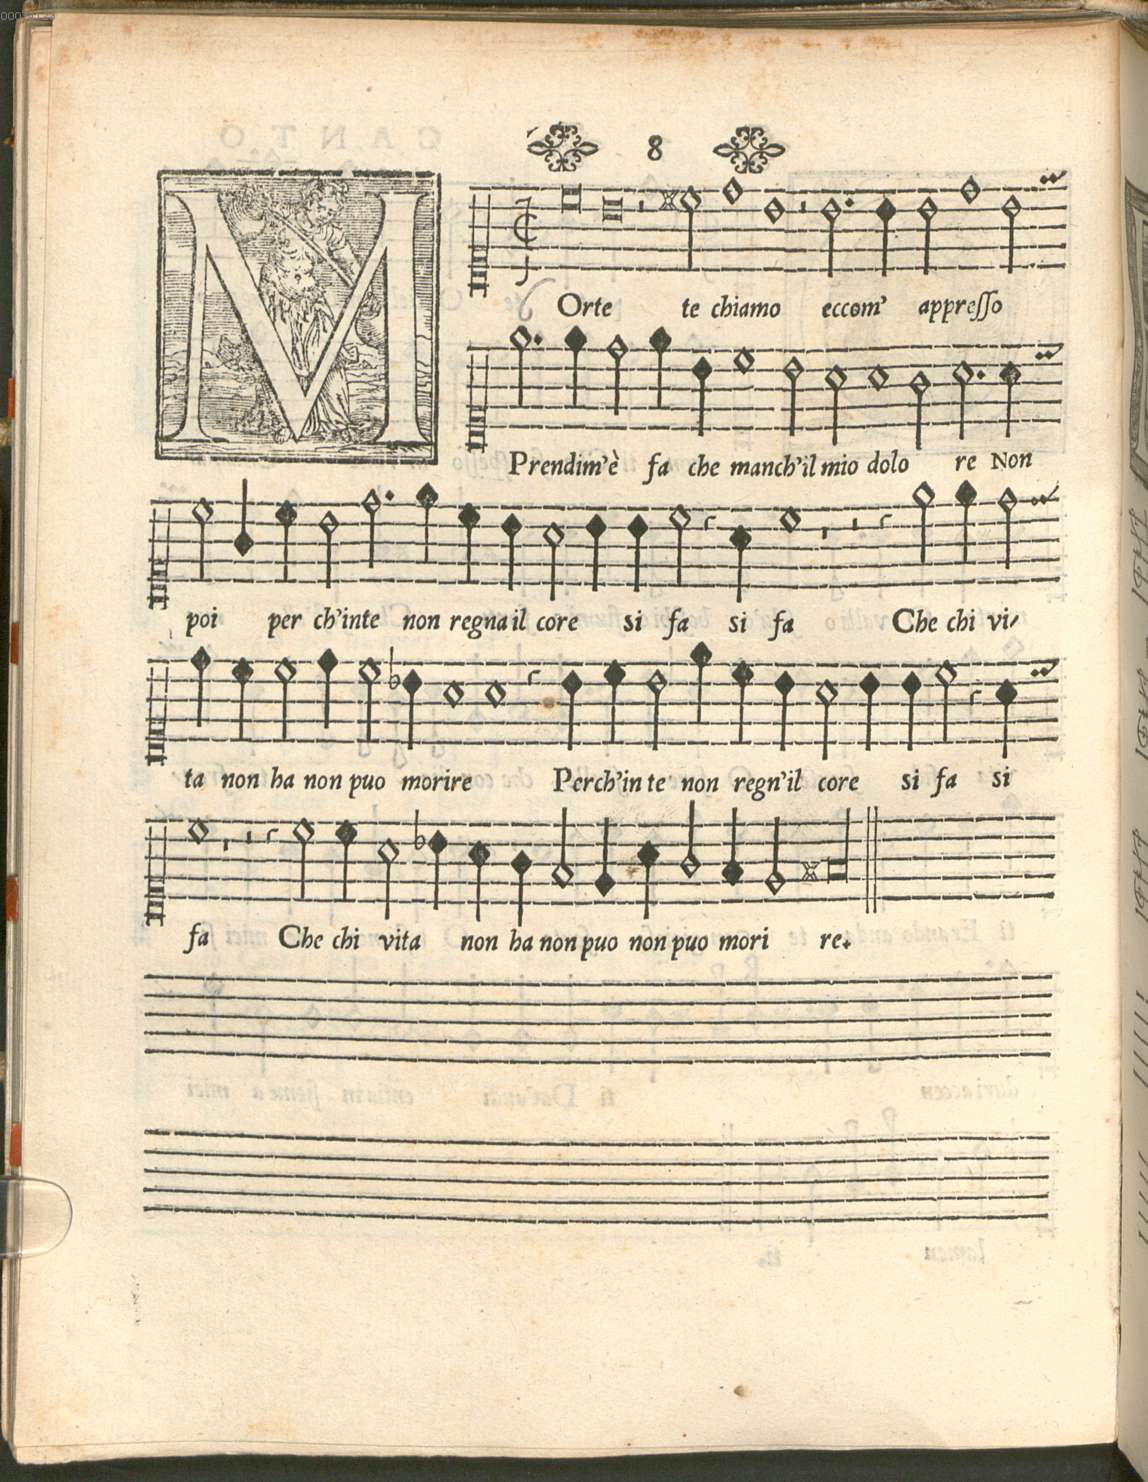 8
MOrte te chiamo eccom' appresso
Prendim'è fa che manch'il mio dolo re Non
poi per ch'inte non regna il core si fa si fa Che chi vi-
ta non ha non puo morire Perch'in te non regn'il core si fa si
fa Che chi vita non ha non puo non puo mori re.